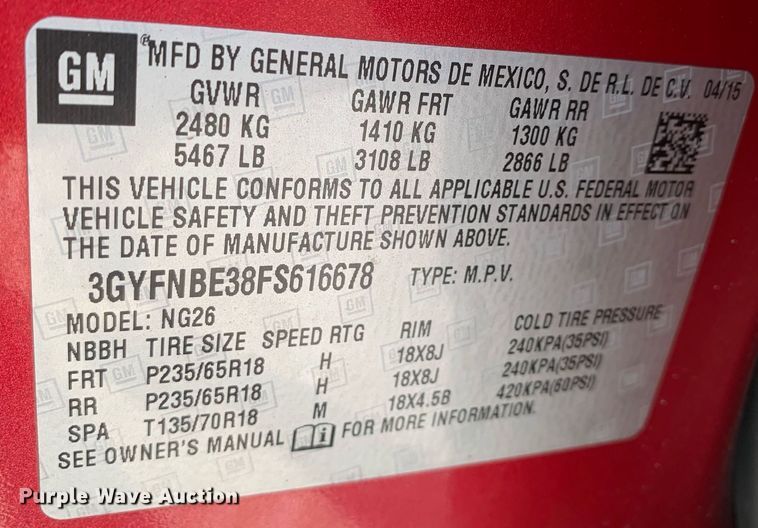 GM
® MFD BY GENERAL MOTORS DE MEXICO, S. DE R.L. DE C.V. 04/15
GVWR GAWR FRT GAWR RR
2480 KG 1410 KG 1300 KG
5467 LB 3108 LB 2866 LB
THIS VEHICLE CONFORMS TO ALL APPLICABLE U.S. FEDERAL MOTOR
VEHICLE SAFETY AND THEFT PREVENTION STANDARDS IN EFFECT ON
THE DATE OF MANUFACTURE SHOWN ABOVE.
3GYFNBE38FS616678 TYPE: M.P.V.
MODEL: NG26
NBBH TIRE SIZE SPEED RTG RIM COLD TIRE PRESSURE
FRT P235/65R18 H 18X8J 240KPA(35PSI)
RR P235/65R18 H 18X8J 240KPA(35PSI)
SPA T135/70R18 M 18X4.5B 420KPA(60PSI)
SEE OWNER'S MANUAL FOR MORE INFORMATION.
Purple Wave Auction